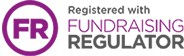 FR
Registered with
FUNDRAISING
REGULATOR